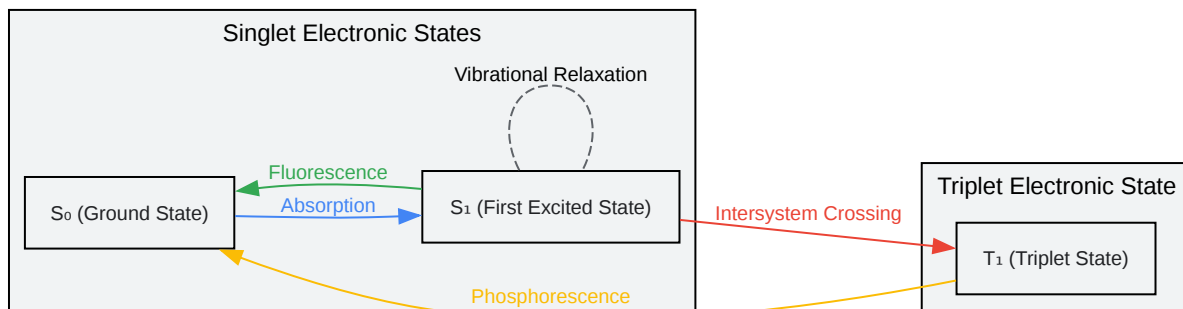 Singlet Electronic States
Vibrational Relaxation
Fluorescence
S₀ (Ground State)
Absorption
S₁ (First Excited State)
Intersystem Crossing
Triplet Electronic State
T₁ (Triplet State)
Phosphorescence